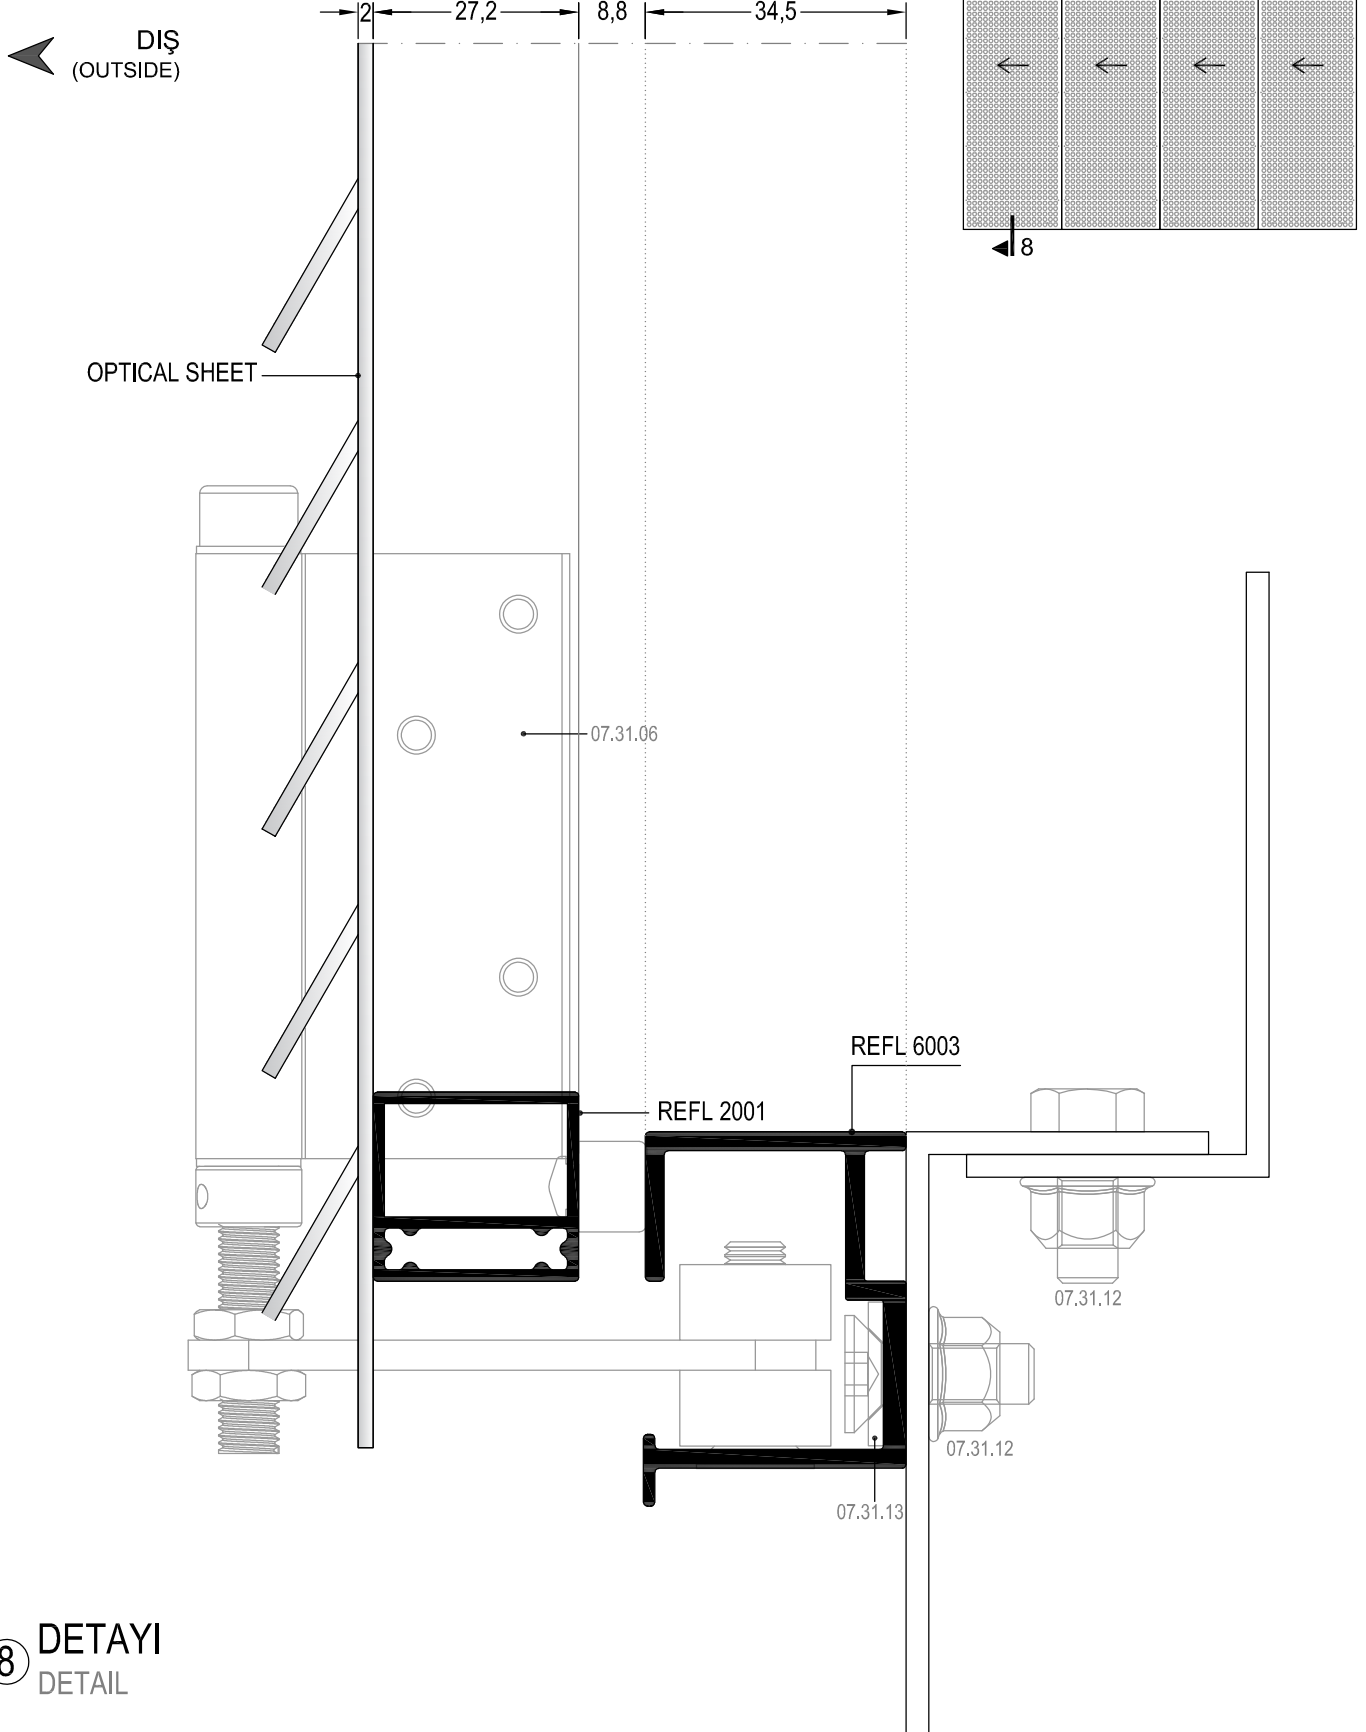 2
27,2
8,8
34,5
DIŞ
(OUTSIDE)
8
OPTICAL SHEET
07.31.06
REFL 6003
REFL 2001
07.31.12
07.31.12
07.31.13
8
DETAYI
DETAIL